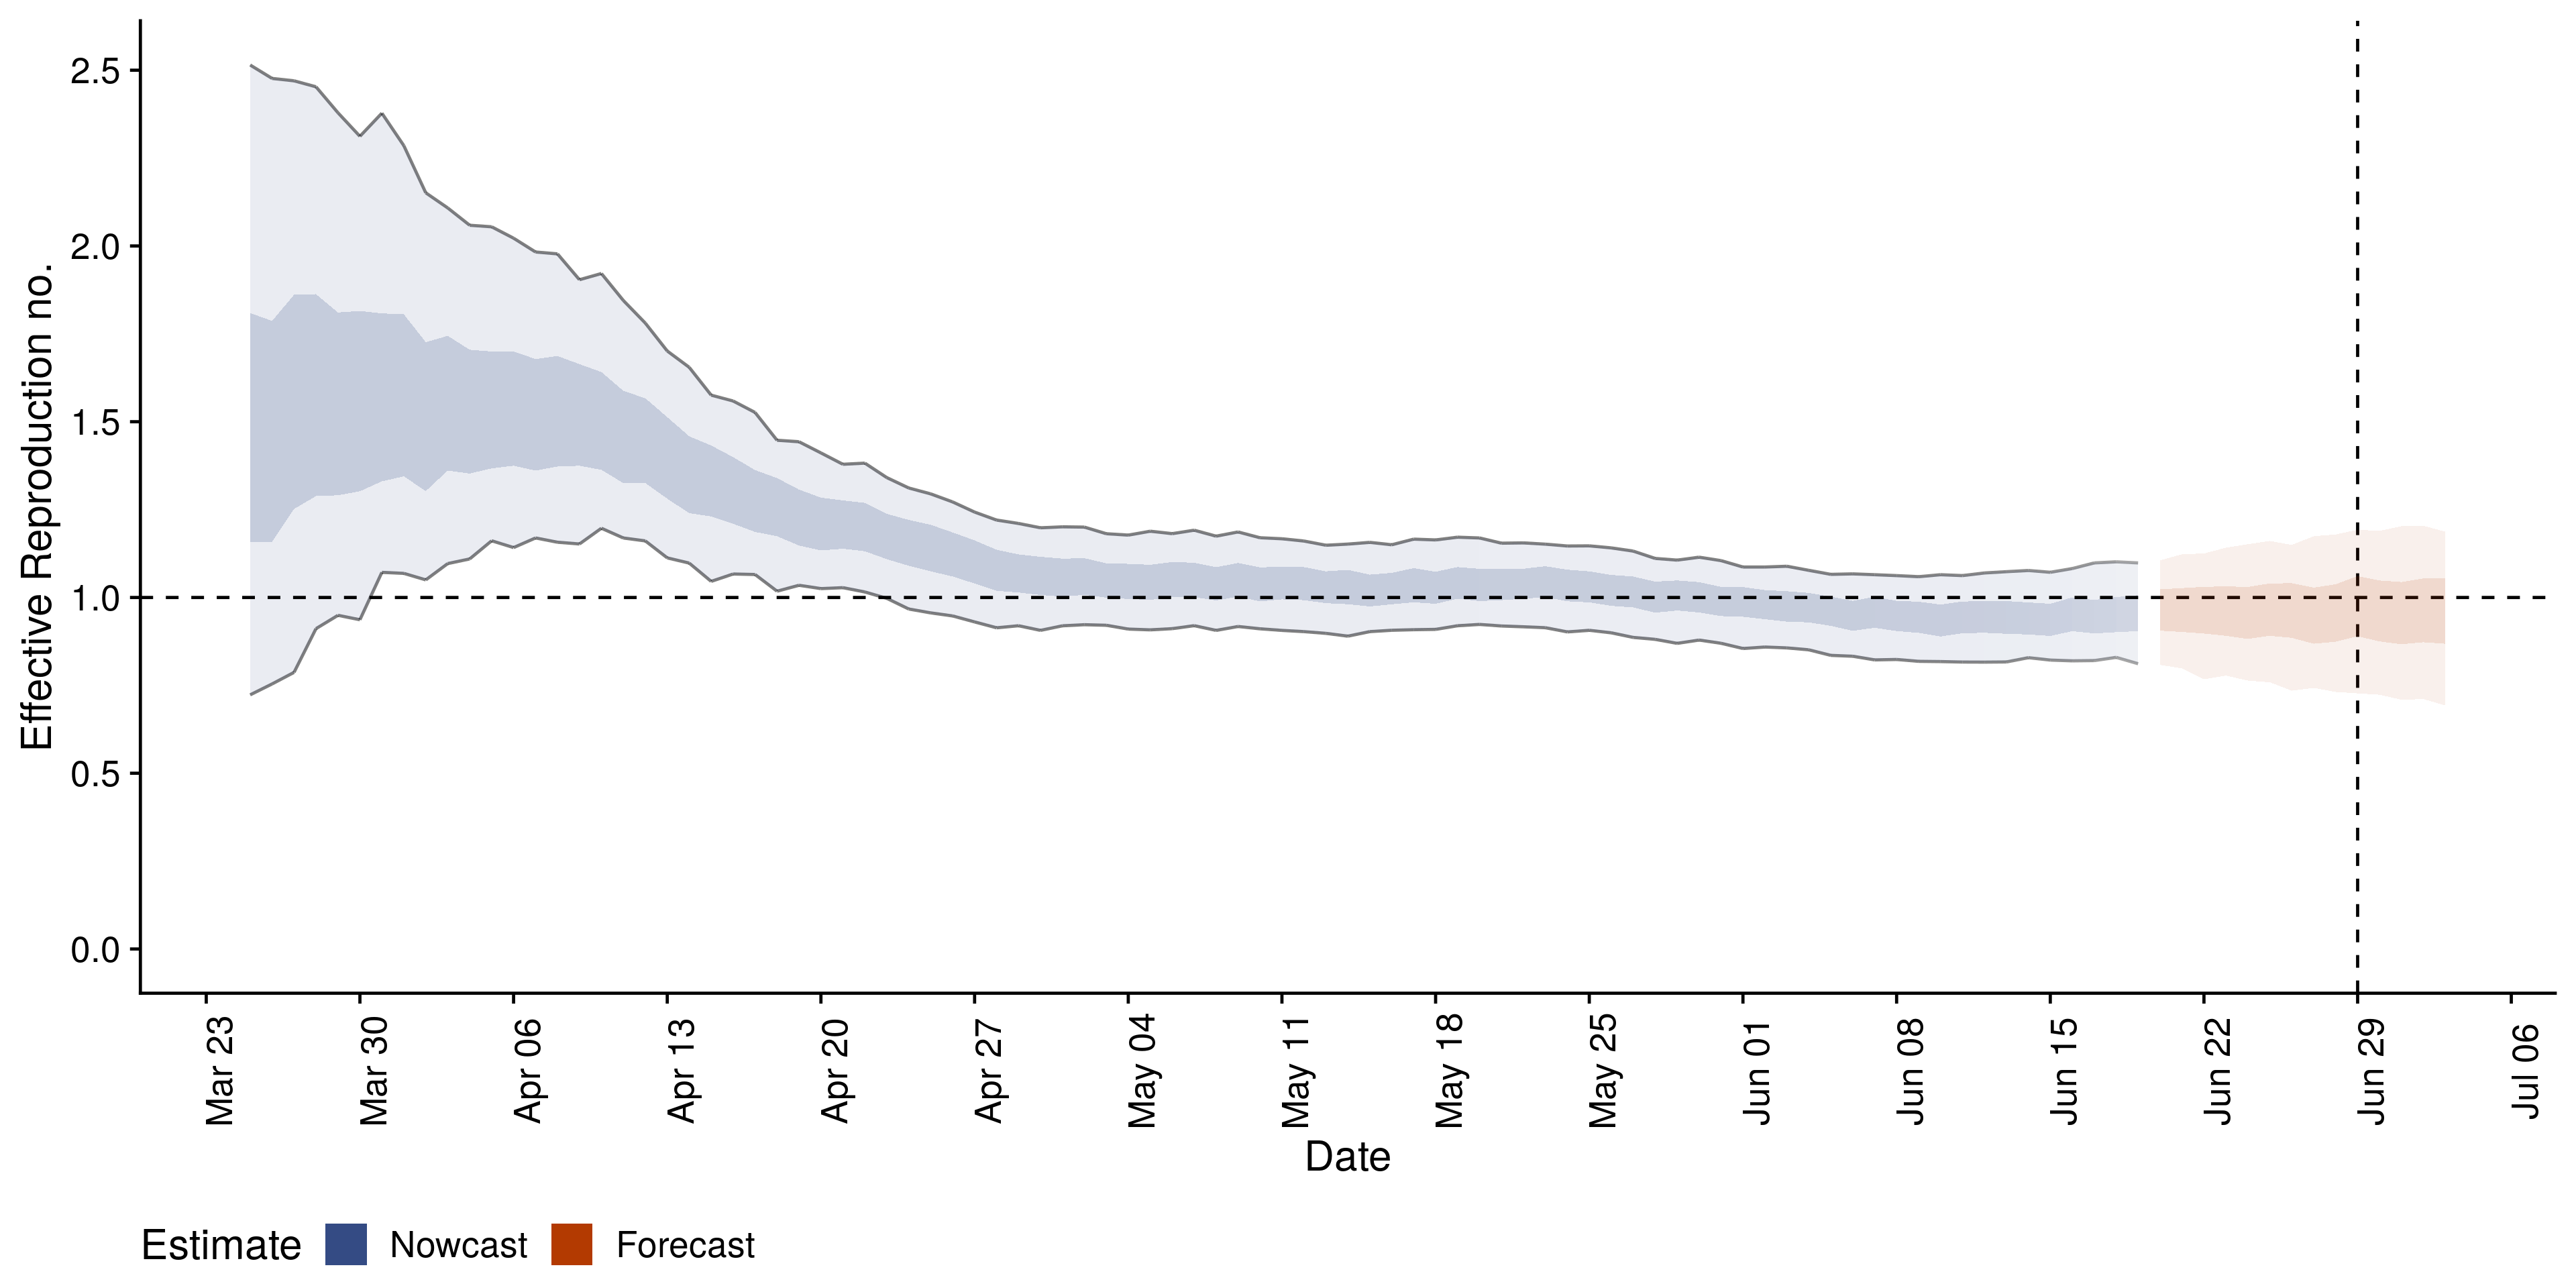 Effective Reproduction no.
2.5
2.0
1.5
1.0
0.5
0.0
Mar 23
Mar 30
Apr 06
Apr 13
Apr 20
Apr 27
May 04
May 11
May 18
May 25
Jun 01
Jun 08
Jun 15
Jun 22
Jun 29
Jul 06
Date
Estimate Nowcast Forecast